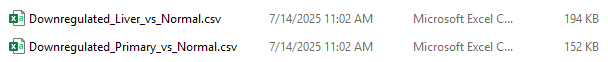 Downregulated_Liver_vs_Normal.csv 7/14/2025 11:02 AM Microsoft Excel C... 194 KB
Downregulated_Primary_vs_Normal.csv 7/14/2025 11:02 AM Microsoft Excel C... 152 KB